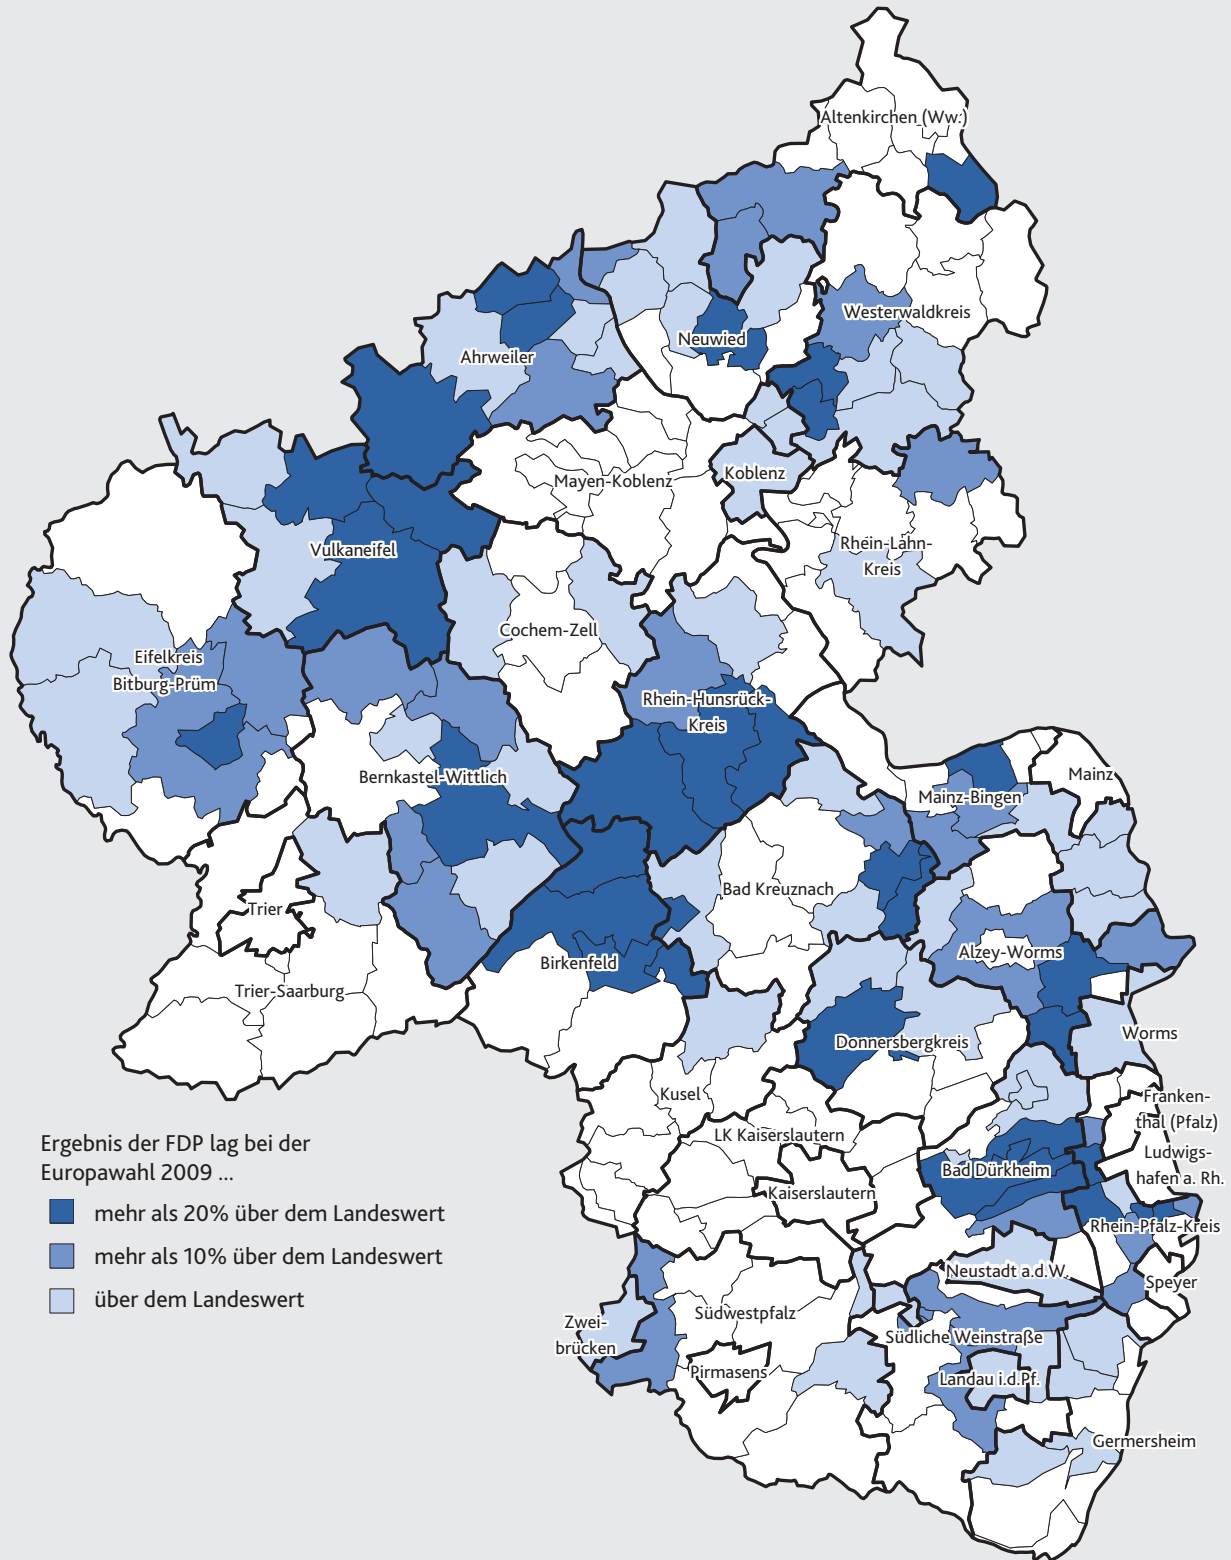 Altenkirchen (Ww.)
Westerwaldkreis
Neuwied
Ahrweiler
Koblenz
Mayen-Koblenz
Vulkaneifel
Rhein-Lahn-
Kreis
Cochem-Zell
Eifelkreis
Bitburg-Prüm
Rhein-Hunsrück-
Kreis
Bernkastel-Wittlich
Mainz
Mainz-Bingen
Bad Kreuznach
Trier
Alzey-Worms
Birkenfeld
Trier-Saarburg
Worms
Donnersbergkreis
Kusel
Franken-
thal (Pfalz)
LK Kaiserslautern
Ludwigs-
hafen a. Rh.
Bad Dürkheim
Kaiserslautern
Rhein-Pfalz-Kreis
Neustadt a.d.W.
Speyer
Südwestpfalz
Zwei-
brücken
Südliche Weinstraße
Pirmasens
Landau i.d.Pf.
Germersheim
Ergebnis der FDP lag bei der
Europawahl 2009 ...
mehr als 20% über dem Landeswert
mehr als 10% über dem Landeswert
über dem Landeswert